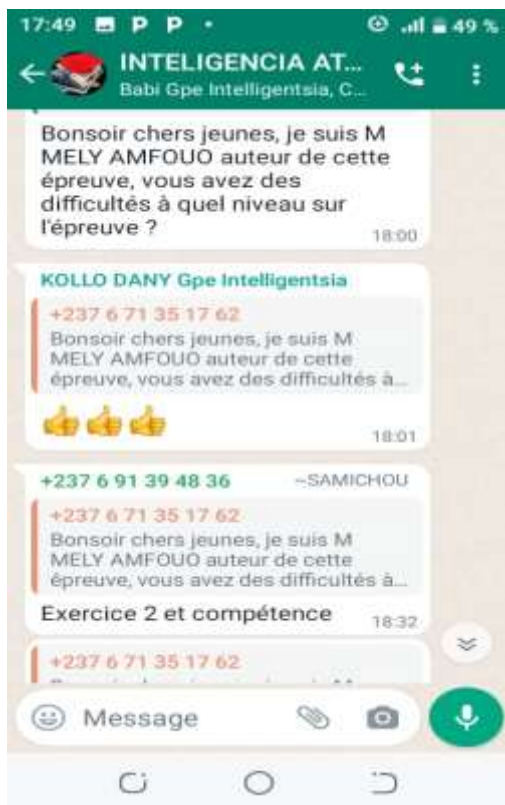 17:49 P P • 49 %
INTELIGENCIA AT...
Babi Gpe Intelligentsia, C...
Bonsoir chers jeunes, je suis M
MELY AMFOUO auteur de cette
épreuve, vous avez des
difficultés à quel niveau sur
l'épreuve ?
18:00
KOLLO DANY Gpe Intelligentsia
+237 6 71 35 17 62
Bonsoir chers jeunes, je suis M
MELY AMFOUO auteur de cette
épreuve, vous avez des difficultés à...
18:01
+237 6 91 39 48 36 ~SAMICHOU
+237 6 71 35 17 62
Bonsoir chers jeunes, je suis M
MELY AMFOUO auteur de cette
épreuve, vous avez des difficultés à...
Exercice 2 et compétence
18:32
+237 6 71 35 17 62
Message